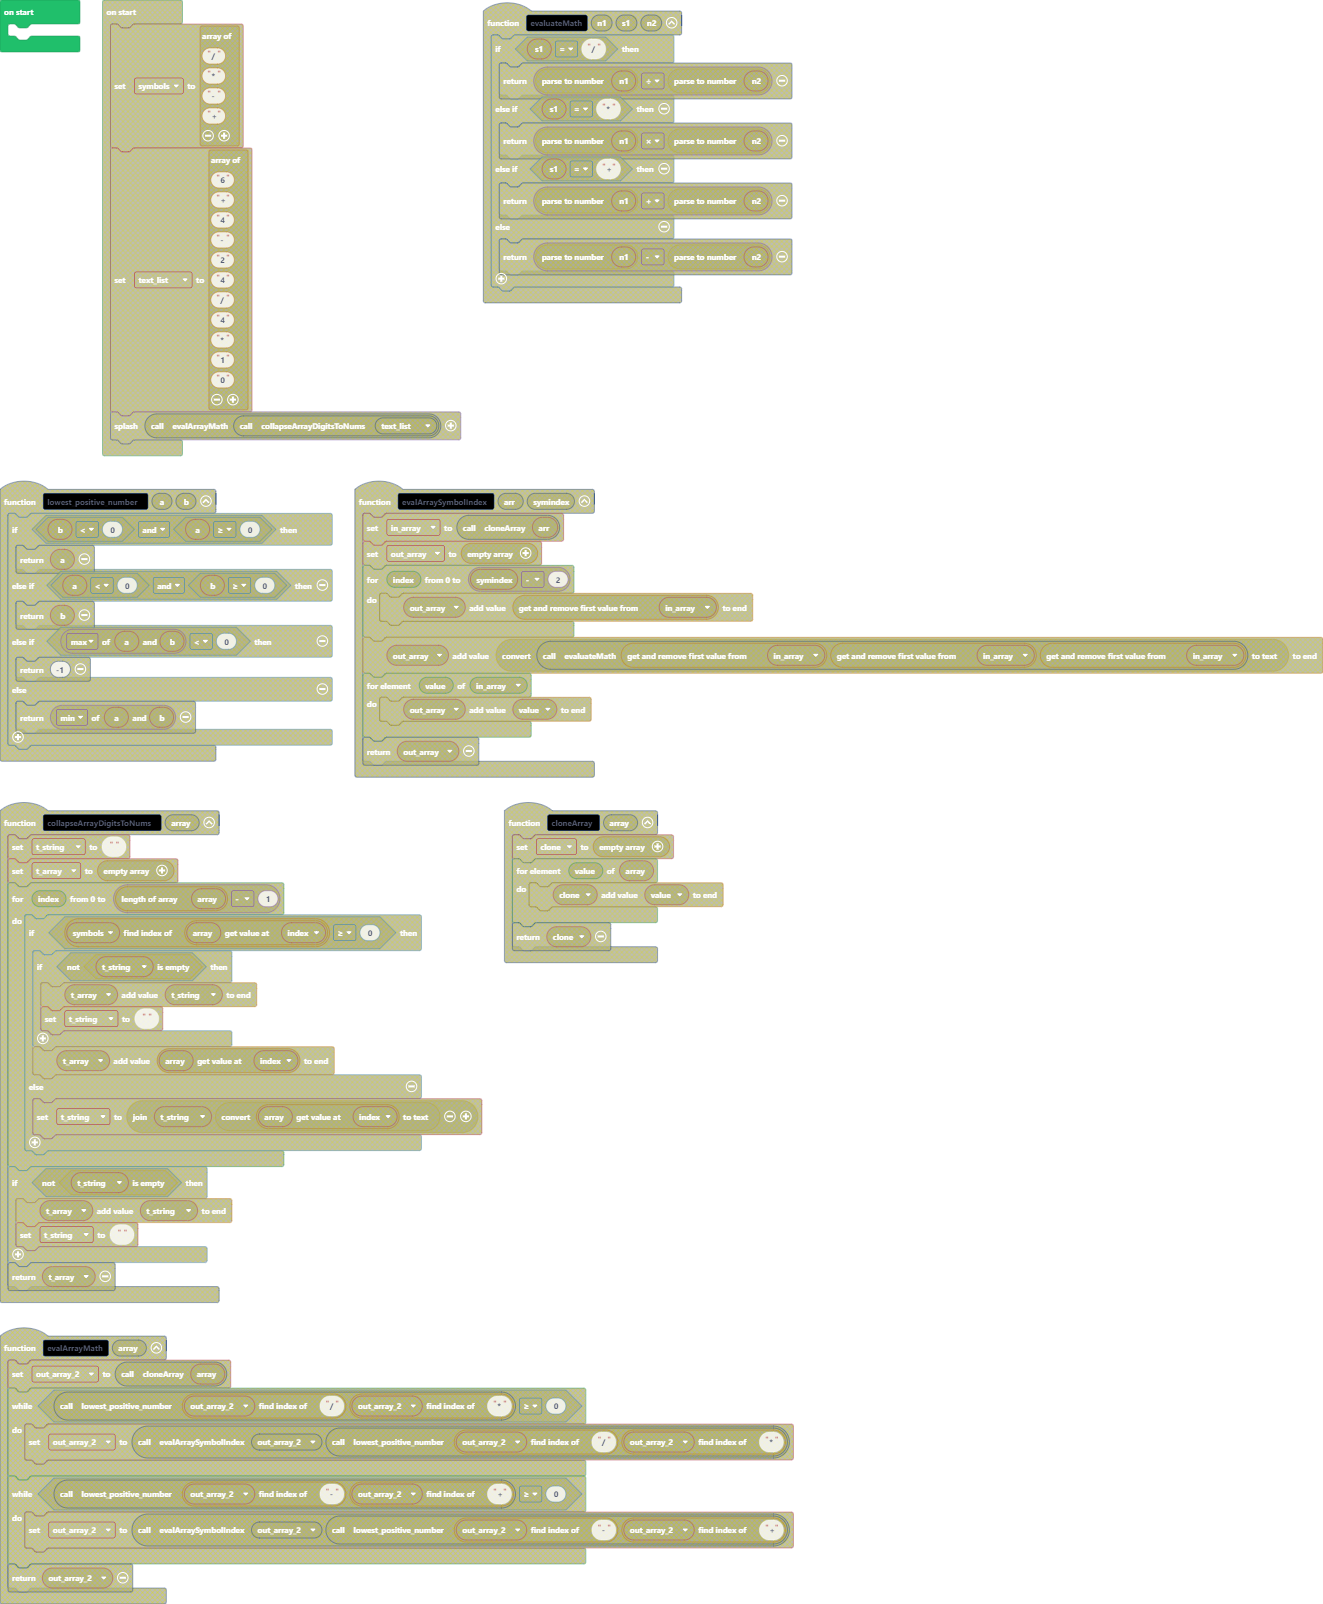 on start
on start
set symbols to array of
"/"
"*"
"-"
"+"
set text_list to array of
"6"
"+"
"4"
"-"
"2"
"4"
"/"
"4"
"*"
"1"
"0"
splash call evalArrayMath call collapseArrayDigitsToNums text_list
function evaluateMath n1 s1 n2
if s1 = "/" then
return parse to number n1 ÷ parse to number n2
else if s1 = "*" then
return parse to number n1 × parse to number n2
else if s1 = "+" then
return parse to number n1 + parse to number n2
else
return parse to number n1 - parse to number n2
function lowest_positive_number a b
if b < 0 and a ≥ 0 then
return a
else if a < 0 and b ≥ 0 then
return b
else if max of a and b < 0 then
return -1
else
return min of a and b
function evalArraySymbolIndex arr symindex
set in_array to call cloneArray arr
set out_array to empty array
for index from 0 to symindex - 2
do out_array add value get and remove first value from in_array to end
out_array add value convert call evaluateMath get and remove first value from in_array get and remove first value from in_array get and remove first value from in_array to text to end
for element value of in_array
do out_array add value value to end
return out_array
function collapseArrayDigitsToNums array
set t_string to " "
set t_array to empty array
for index from 0 to length of array array - 1
do if symbols find index of array get value at index ≥ 0 then
if not t_string is empty then
t_array add value t_string to end
set t_string to " "
t_array add value array get value at index to end
else
set t_string to join t_string convert array get value at index to text
if not t_string is empty then
t_array add value t_string to end
set t_string to " "
return t_array
function cloneArray array
set clone to empty array
for element value of array
do clone add value value to end
return clone
function evalArrayMath array
set out_array_2 to call cloneArray array
while call lowest_positive_number out_array_2 find index of "/" out_array_2 find index of "*" ≥ 0
do set out_array_2 to call evalArraySymbolIndex out_array_2 call lowest_positive_number out_array_2 find index of "/" out_array_2 find index of "*"
while call lowest_positive_number out_array_2 find index of "-" out_array_2 find index of "+" ≥ 0
do set out_array_2 to call evalArraySymbolIndex out_array_2 call lowest_positive_number out_array_2 find index of "-" out_array_2 find index of "+"
return out_array_2